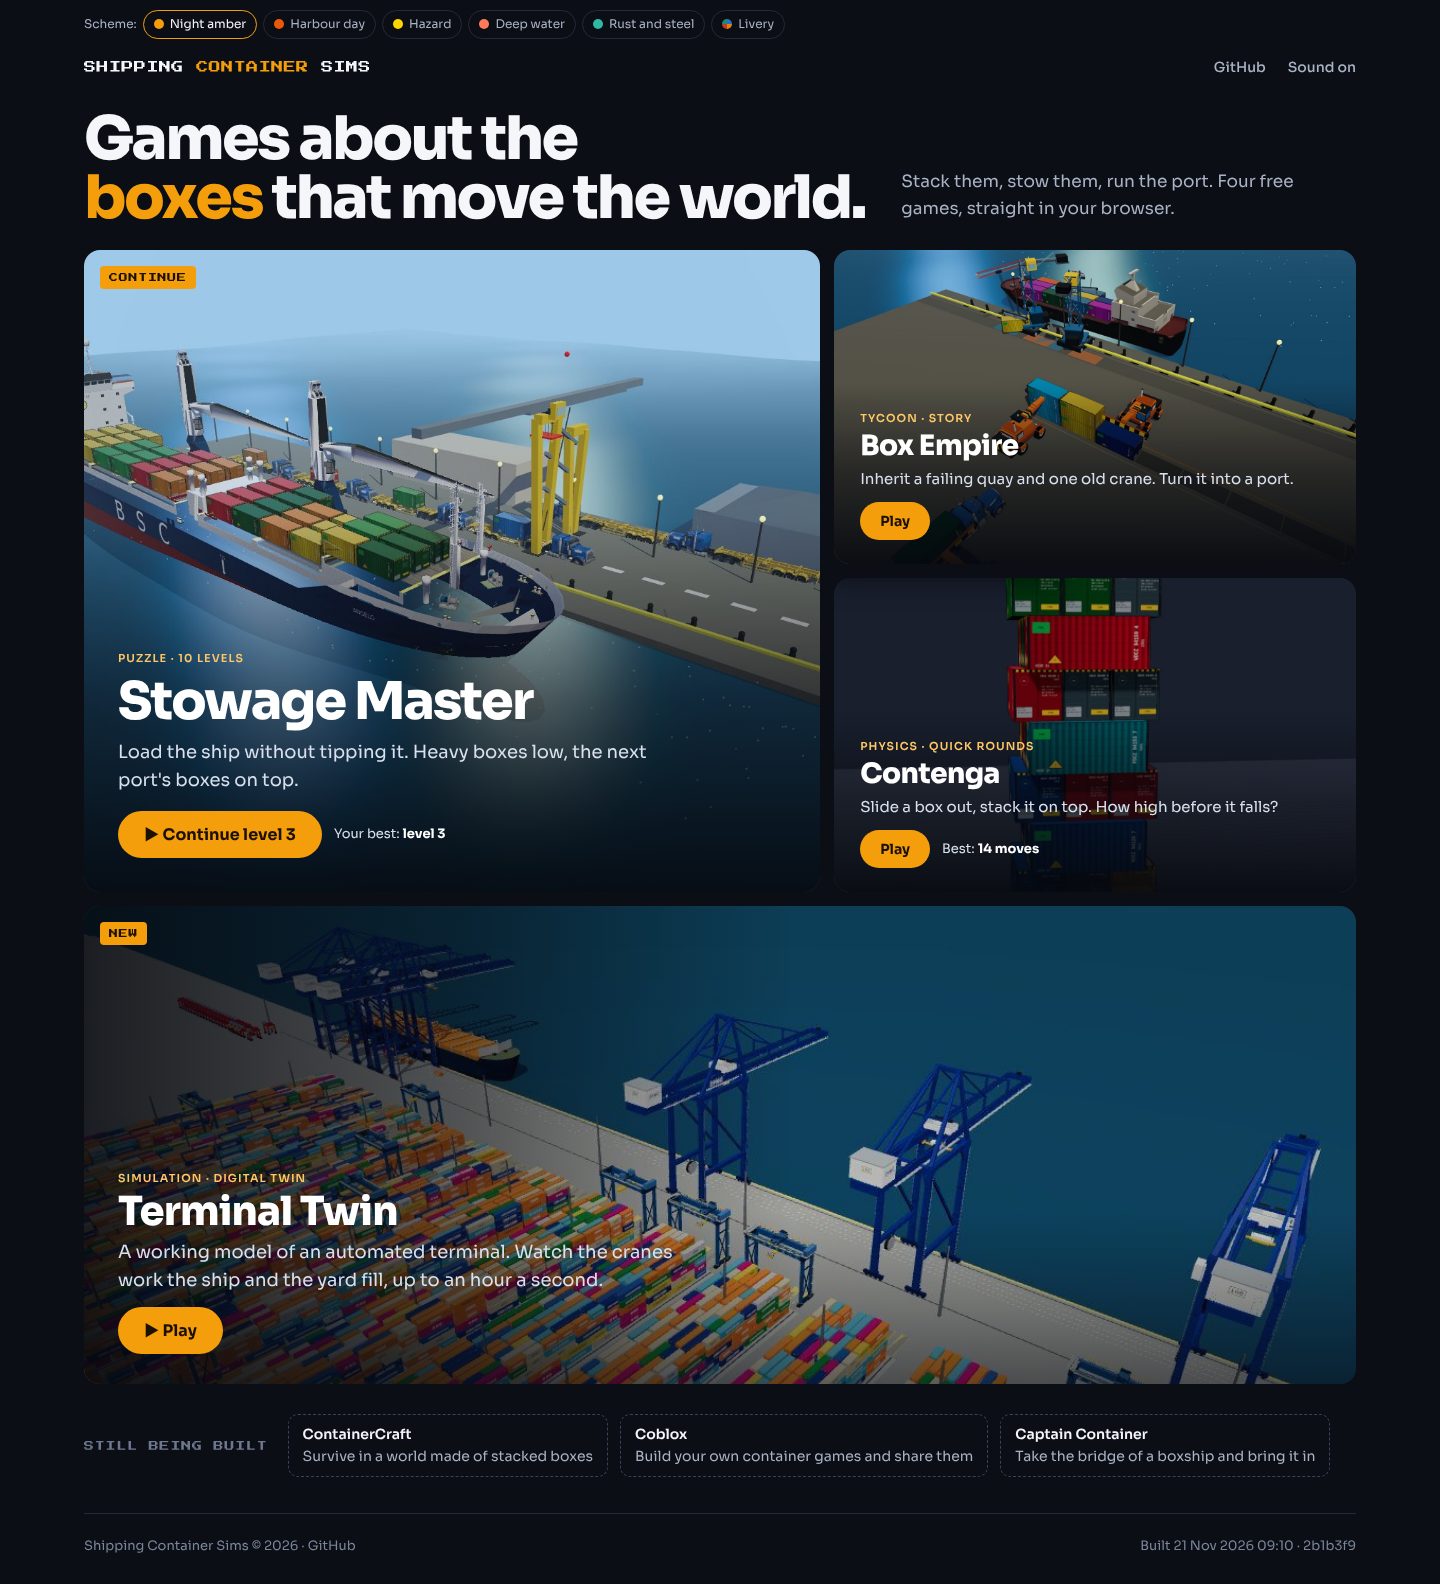 Scheme: Night amber Harbour day Hazard Deep water Rust and steel Livery
SHIPPING CONTAINER SIMS
GitHub Sound on
Games about the
boxes that move the world.
Stack them, stow them, run the port. Four free
games, straight in your browser.
CONTINUE
BSC
PUZZLE · 10 LEVELS
Stowage Master
Load the ship without tipping it. Heavy boxes low, the next
port's boxes on top.
▶ Continue level 3
Your best: level 3
TYCOON · STORY
Box Empire
Inherit a failing quay and one old crane. Turn it into a port.
Play
PHYSICS · QUICK ROUNDS
Contenga
Slide a box out, stack it on top. How high before it falls?
Play
Best: 14 moves
NEW
SIMULATION · DIGITAL TWIN
Terminal Twin
A working model of an automated terminal. Watch the cranes
work the ship and the yard fill, up to an hour a second.
▶ Play
STILL BEING BUILT
ContainerCraft
Survive in a world made of stacked boxes
Coblox
Build your own container games and share them
Captain Container
Take the bridge of a boxship and bring it in
Shipping Container Sims © 2026 · GitHub
Built 21 Nov 2026 09:10 · 2b1b3f9